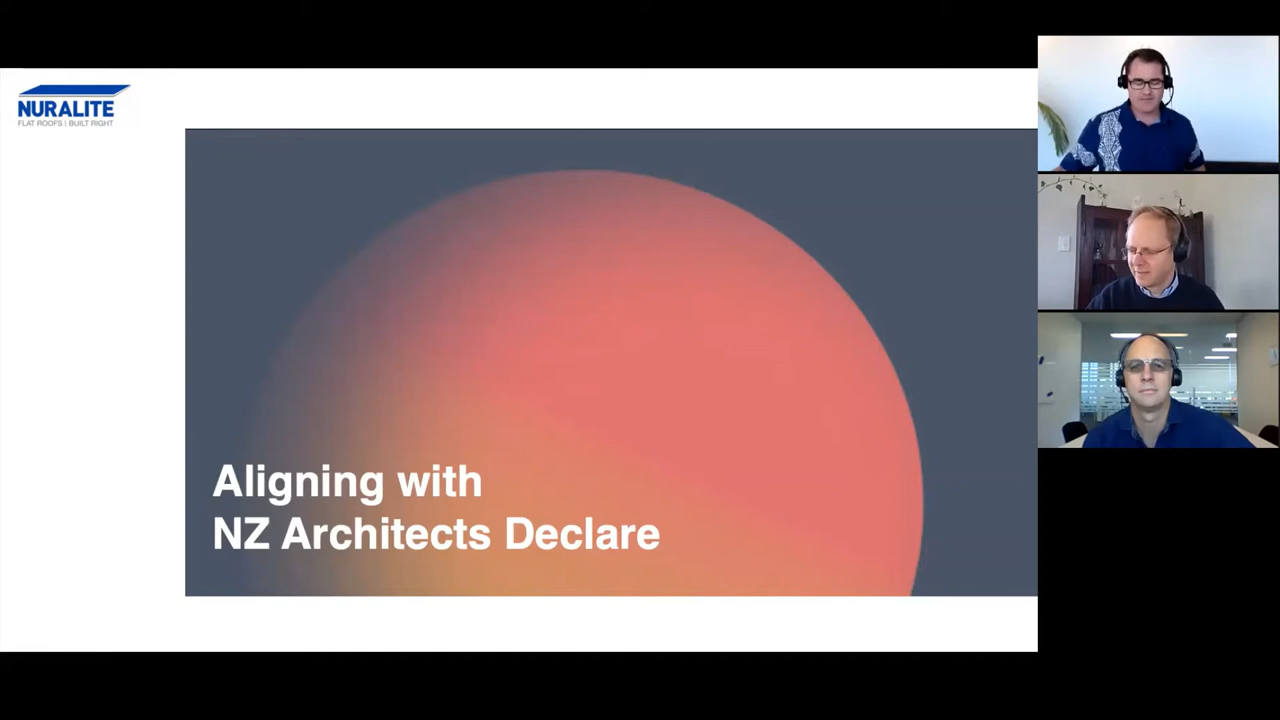 NURALITE
FLAT ROOFS | BUILT RIGHT
Aligning with
NZ Architects Declare